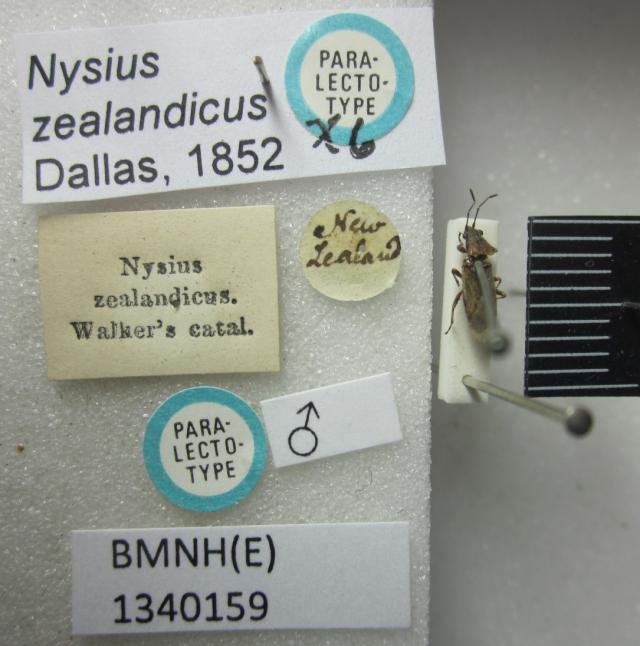 Nysius
zealandicus
Dallas, 1852
PARA-
LECTO-
TYPE
X6
New
Zealand
Nysius
zealandicus.
Walker's catal.
PARA-
LECTO-
TYPE
♂
BMNH(E)
1340159